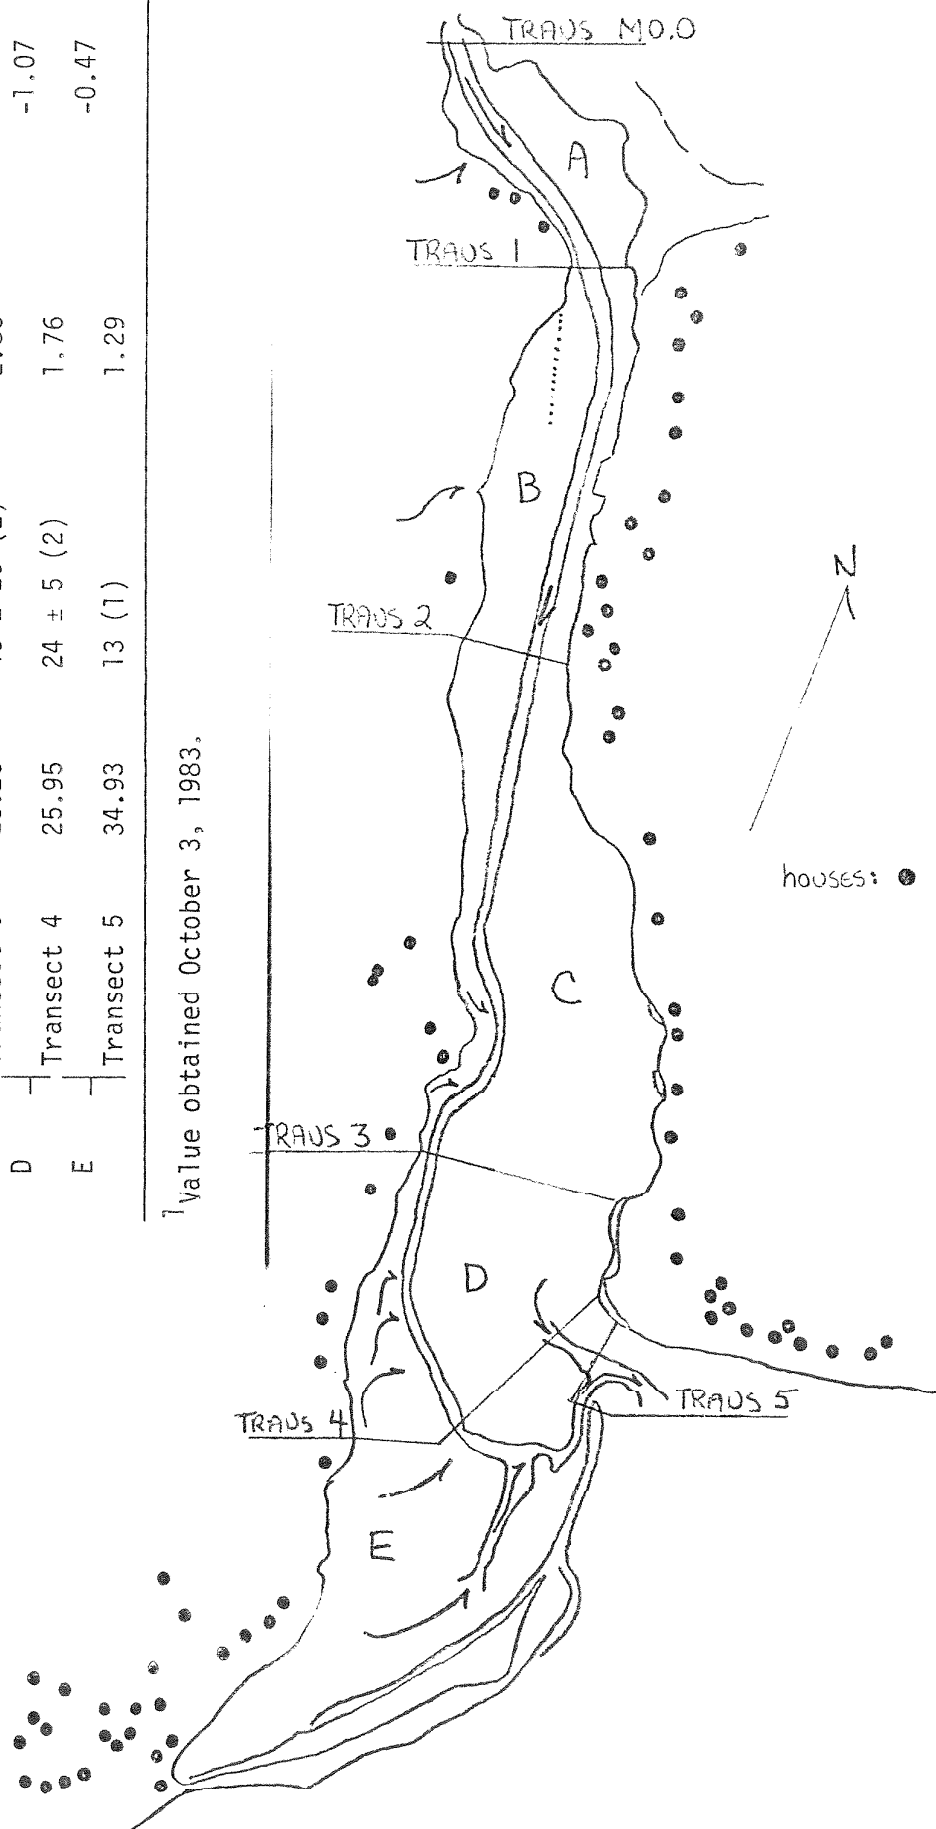 D -1.07
Transect 4 25.95 24 ± 5 (2) 1.76
E -0.47
Transect 5 34.93 13 (1) 1.29
1Value obtained October 3, 1983.
TRAUS M0.0
A
TRAUS 1
B
N
TRAUS 2
houses:
C
TRAUS 3
D
TRAUS 4
TRAUS 5
E